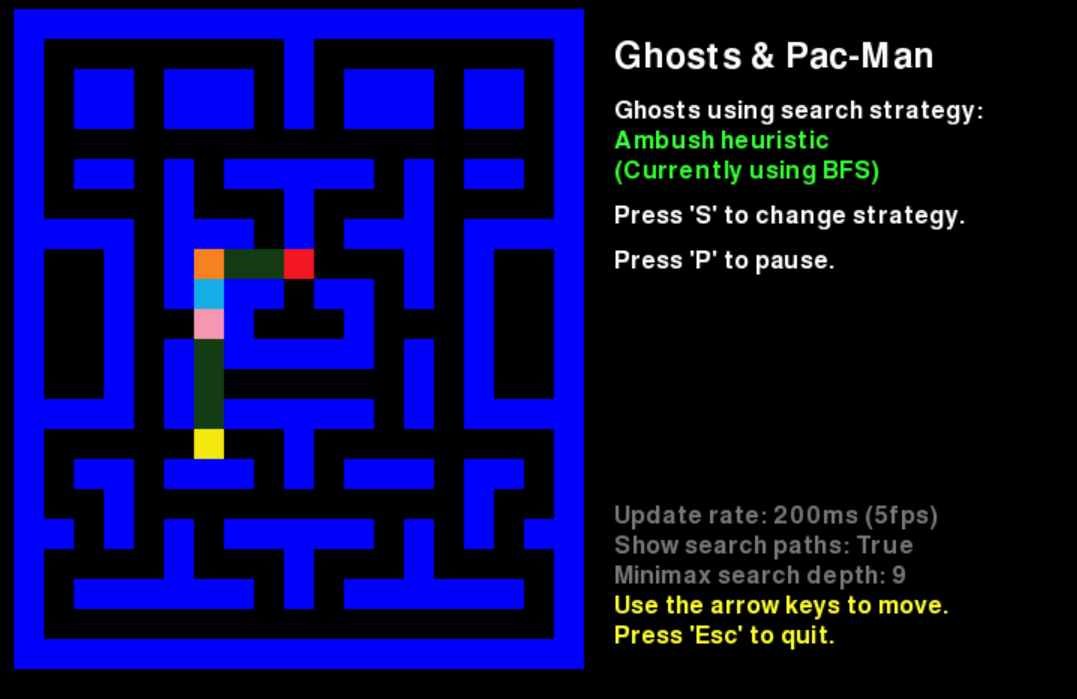 Ghosts & Pac-Man
Ghosts using search strategy:
Ambush heuristic
(Currently using BFS)
Press 'S' to change strategy.
Press 'P' to pause.
Update rate: 200ms (5fps)
Show search paths: True
Minimax search depth: 9
Use the arrow keys to move.
Press 'Esc' to quit.